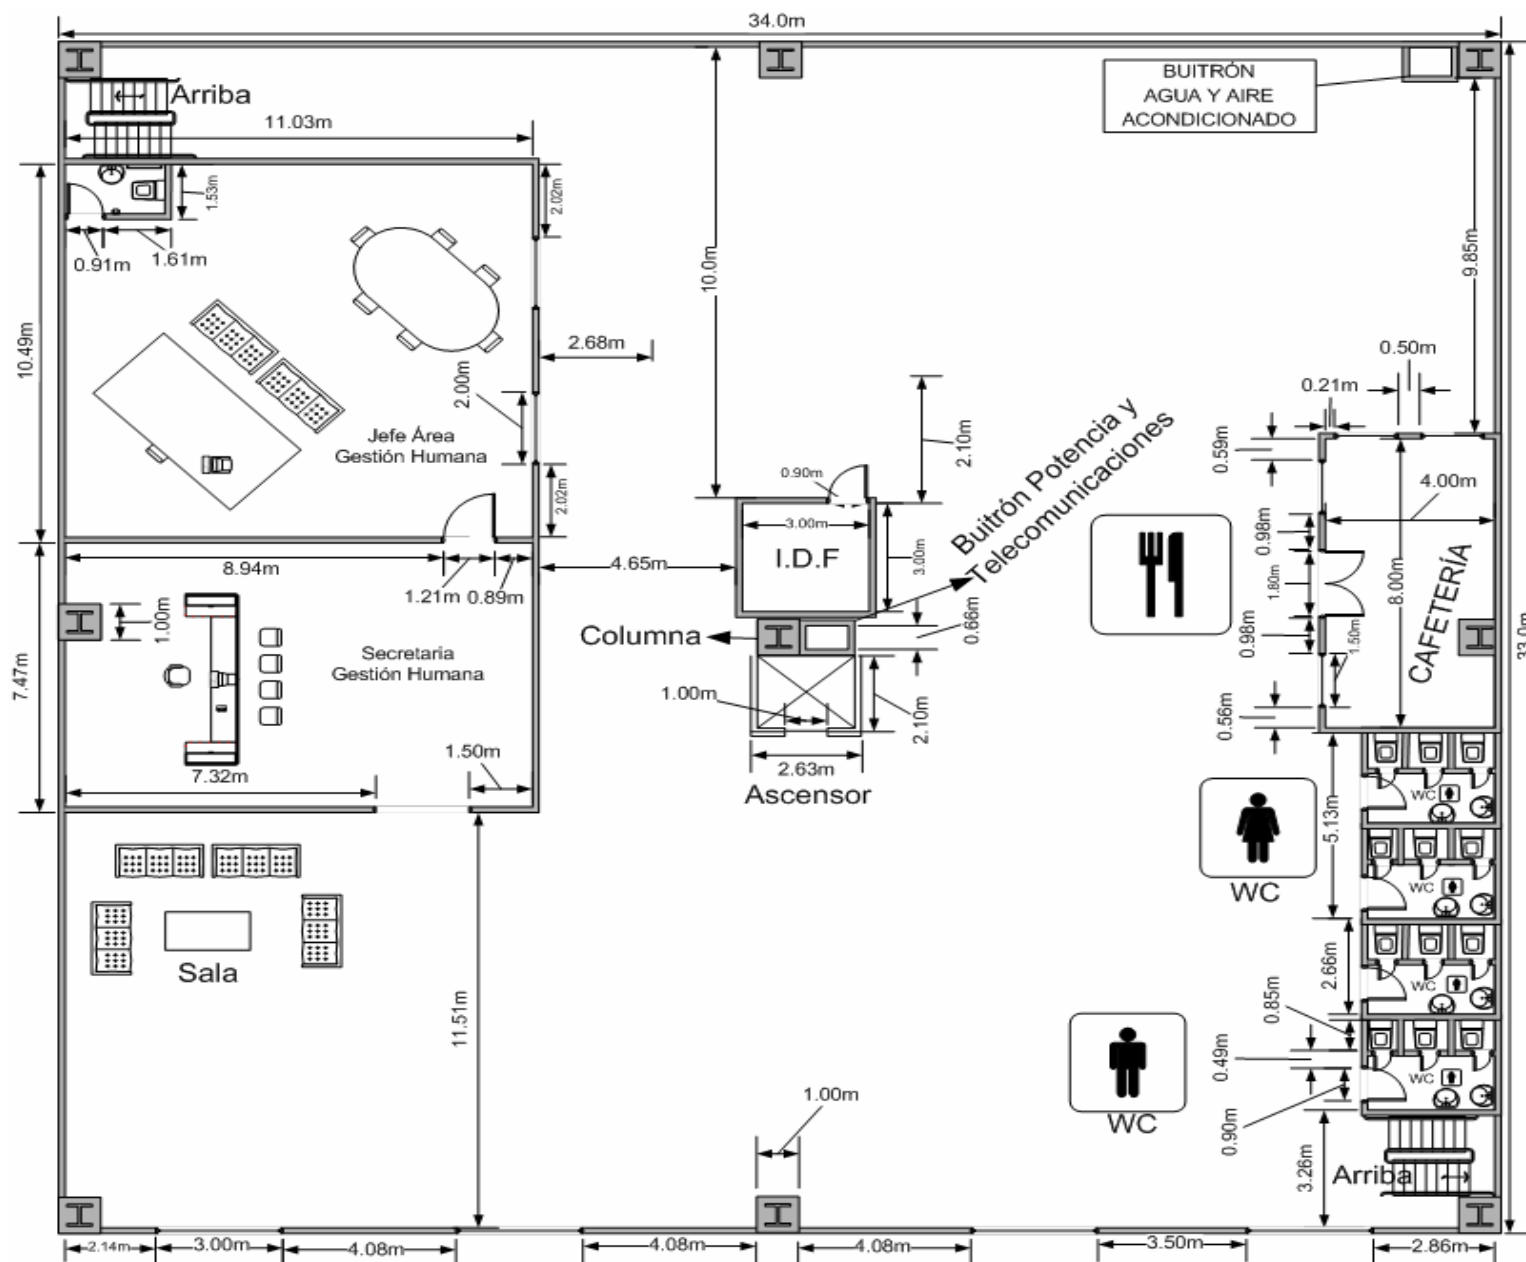 34.0m
BUITRÓN
AGUA Y AIRE
ACONDICIONADO
Arriba
11.03m
1.53m
2.02m
0.91m
1.61m
10.0m
9.85m
10.49m
2.68m
0.50m
0.21m
2.00m
Jefe Área
Gestión Humana
2.10m
Buitrón Potencia y
Telecomunicaciones
0.59m
0.90m
4.00m
2.02m
3.00m
I.D.F
3.00m
0.98m
8.94m
4.65m
1.21m
0.89m
1.80m
8.00m
CAFETERÍA
1.00m
Columna
0.66m
0.98m
1.50m
33.0m
Secretaria
Gestión Humana
7.47m
1.00m
2.10m
0.56m
1.50m
7.32m
2.63m
Ascensor
5.13m
WC
WC
WC
Sala
2.66m
WC
11.51m
0.85m
0.49m
WC
1.00m
WC
0.90m
3.26m
Arriba
2.14m
3.00m
4.08m
4.08m
4.08m
3.50m
2.86m